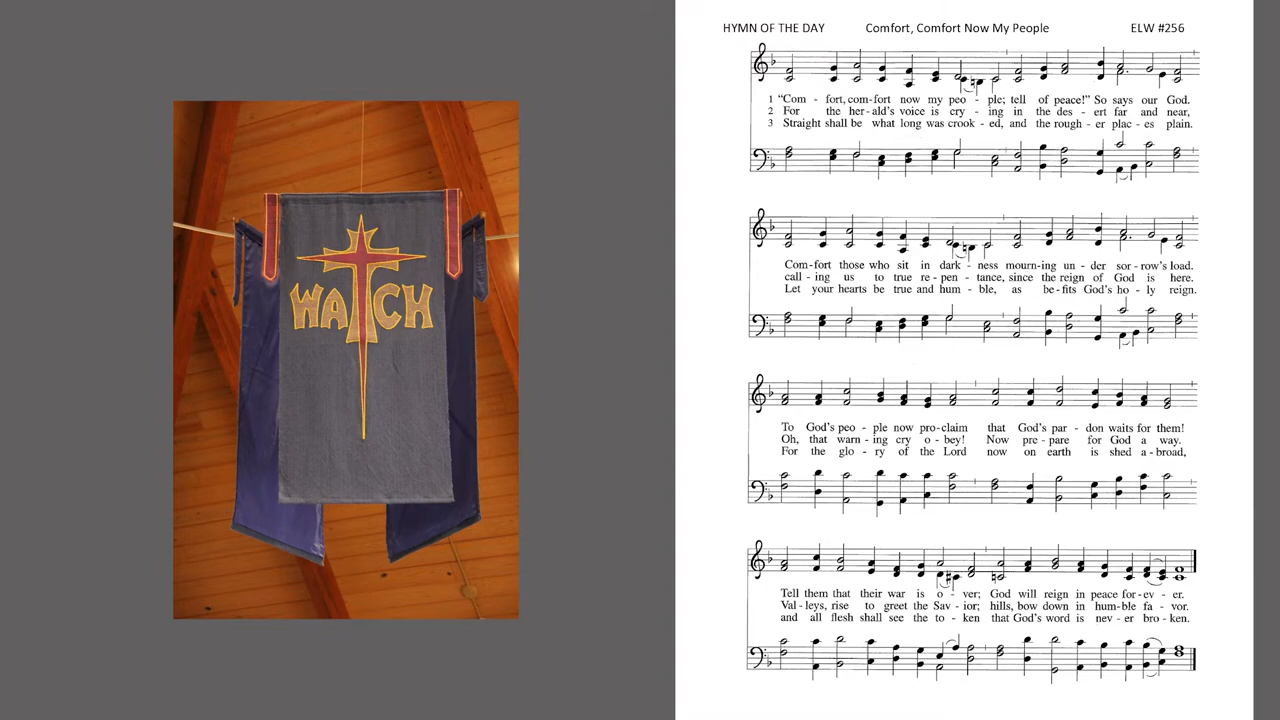 WATCH
HYMN OF THE DAY Comfort, Comfort Now My People ELW #256
1 “Com - fort, com-fort now my peo - ple; tell of peace!” So says our God.
2 For the her-ald's voice is cry - ing in the des - ert far and near,
3 Straight shall be what long was crook - ed, and the rough - er plac - es plain.
Com-fort those who sit in dark - ness mourn-ing un - der sor-row's load.
call - ing us to true re-pen - tance, since the reign of God is here.
Let your hearts be true and hum - ble, as be-fits God's ho - ly reign.
To God's peo - ple now pro-claim that God's par - don waits for them!
Oh, that warn - ing cry o - bey! Now pre - pare for God a way.
For the glo - ry of the Lord now on earth is shed a-broad,
Tell them that their war is o - ver; God will reign in peace for-ev - er.
Val-leys, rise to greet the Sav - ior; hills, bow down in hum-ble fa - vor.
and all flesh shall see the to - ken that God's word is nev - er bro - ken.